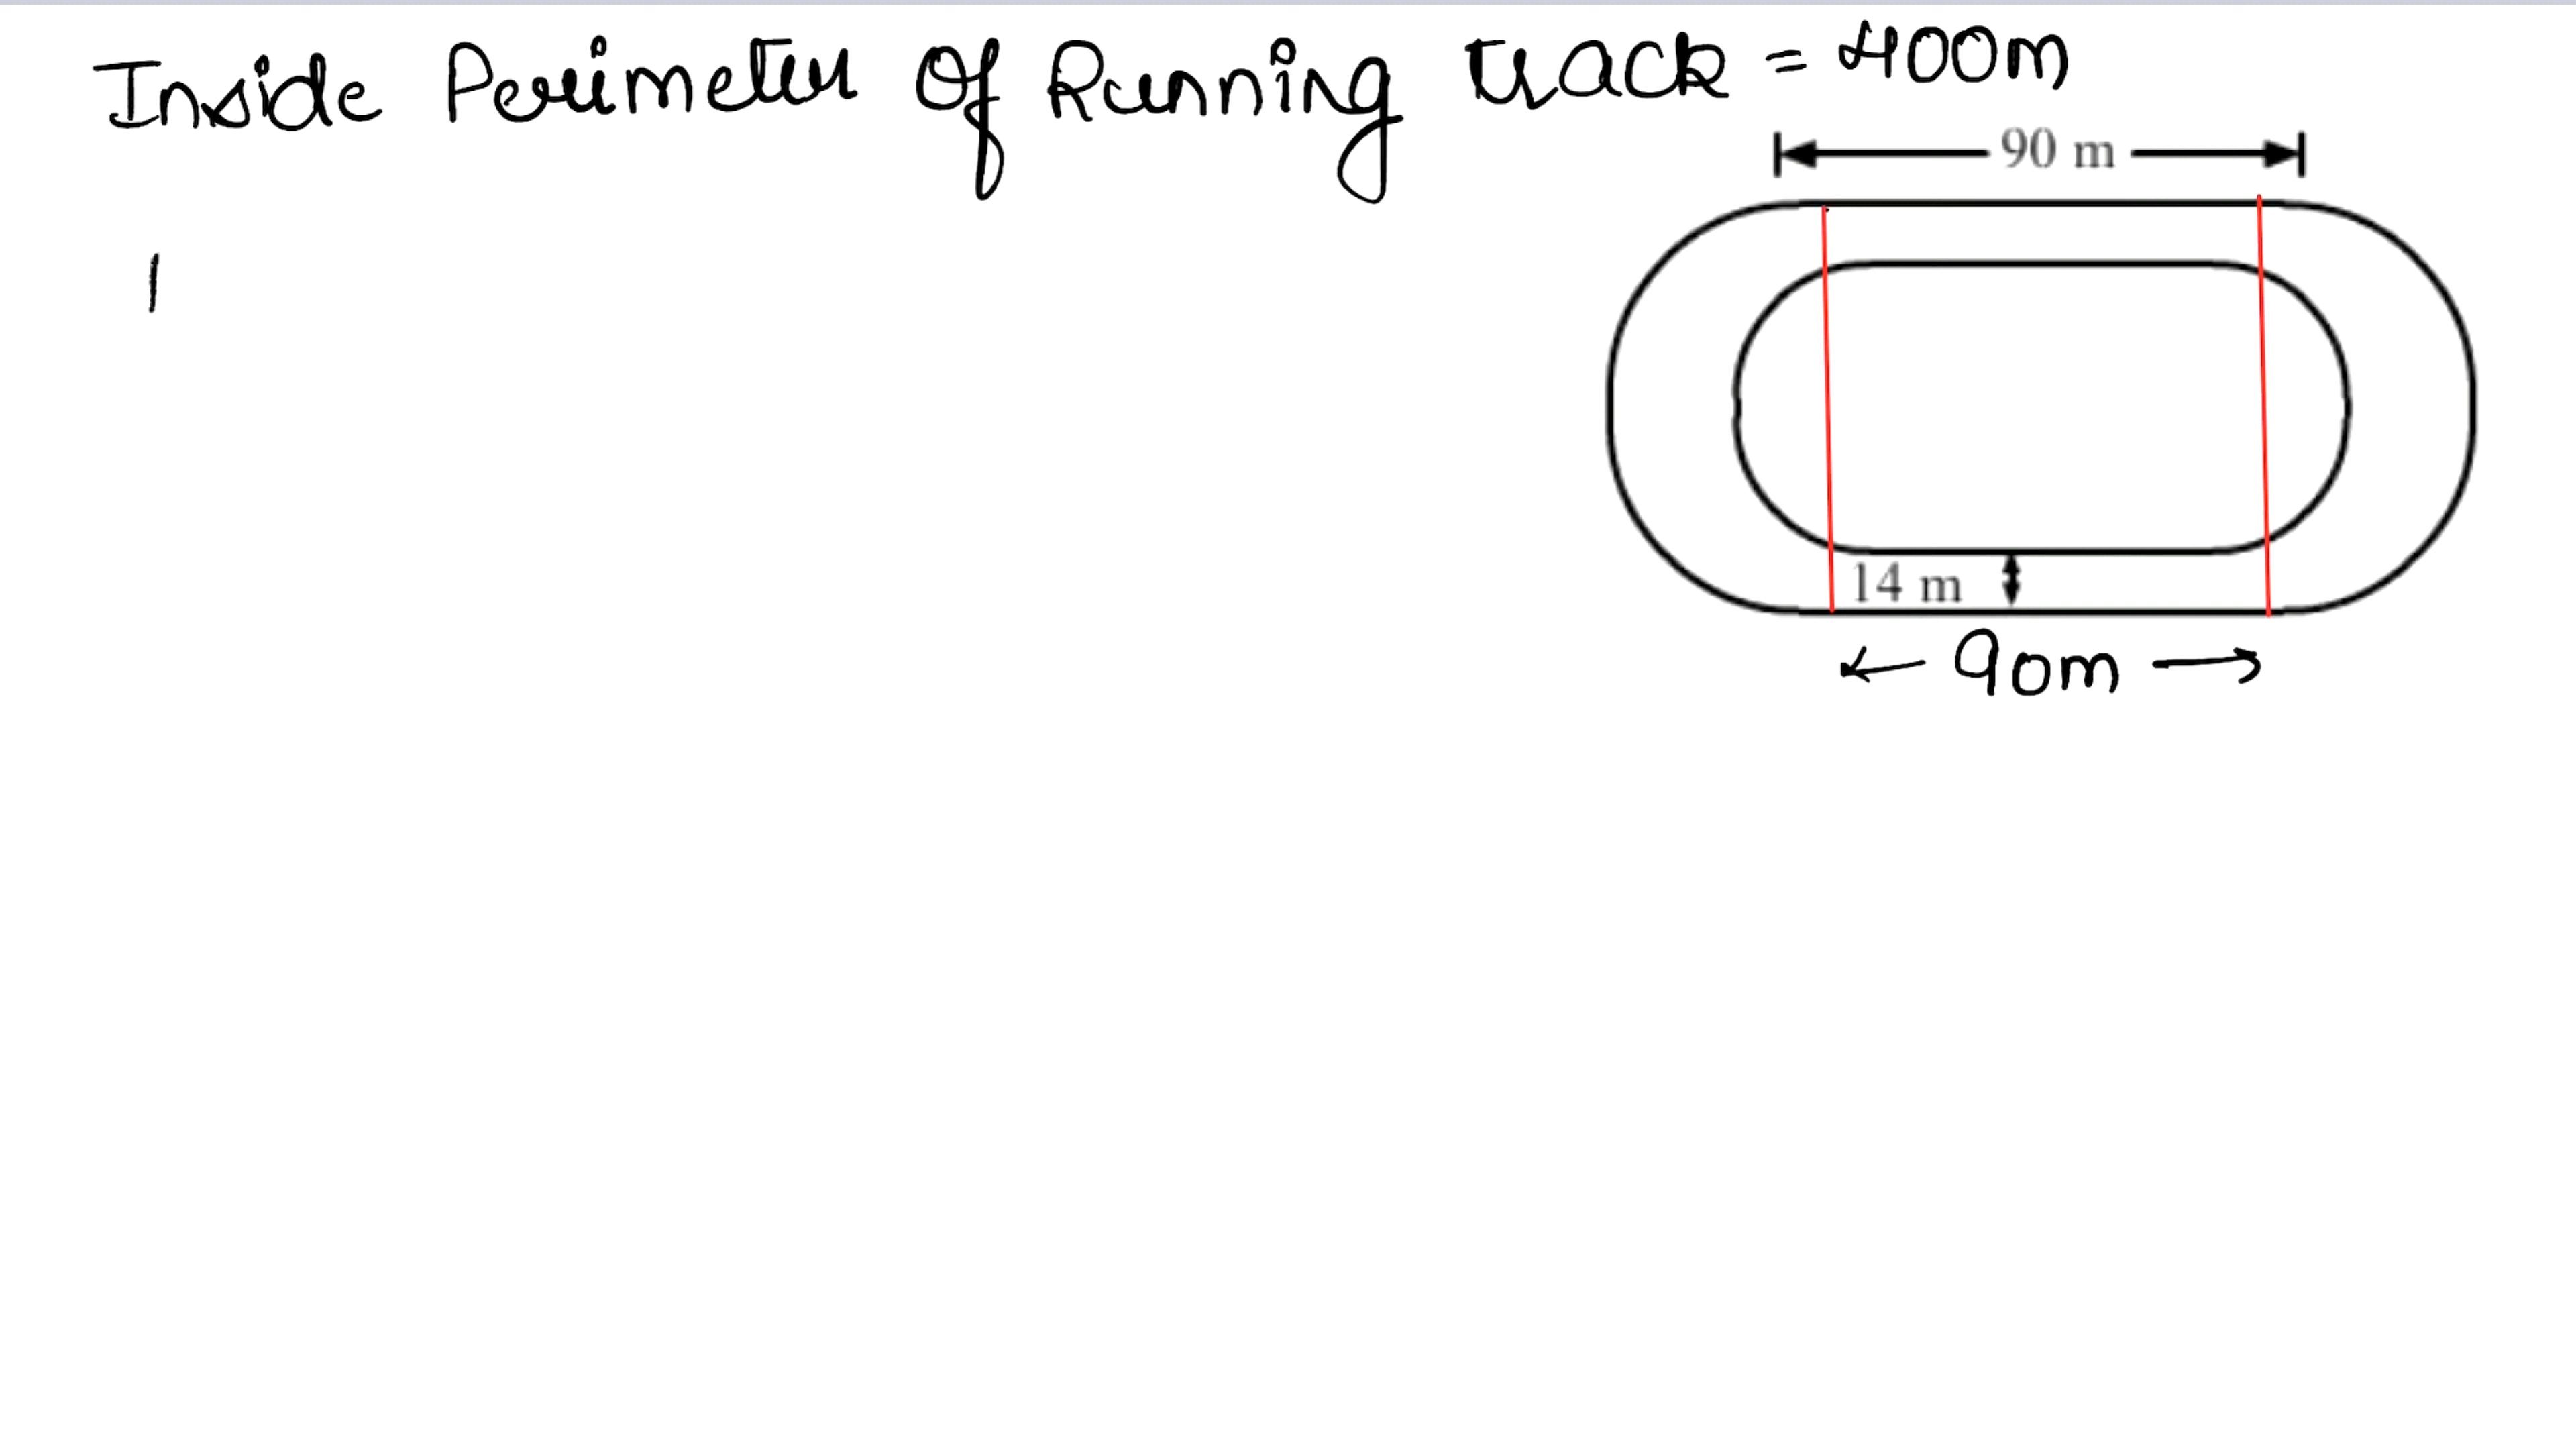 Inside Perimeter Of Running track = 400m
90 m
14 m
← 90m →